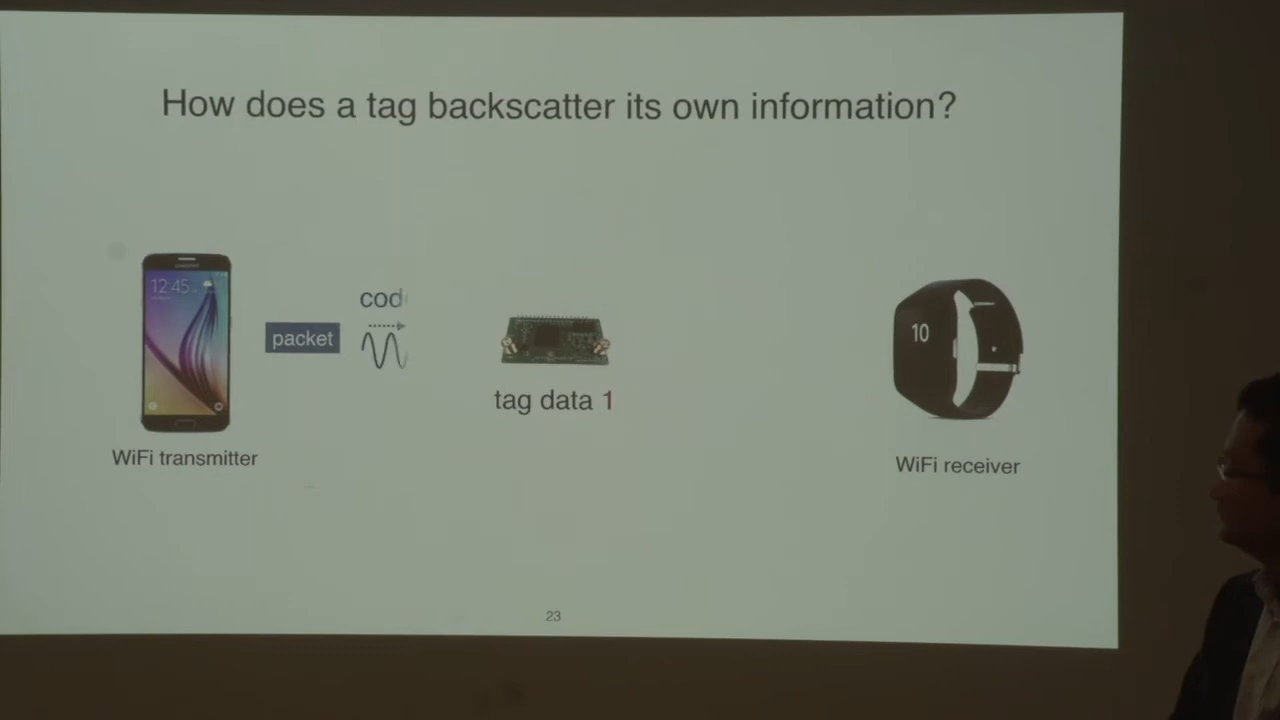 How does a tag backscatter its own information?
12:45
packet
cod
10
tag data 1
WiFi transmitter
WiFi receiver
23